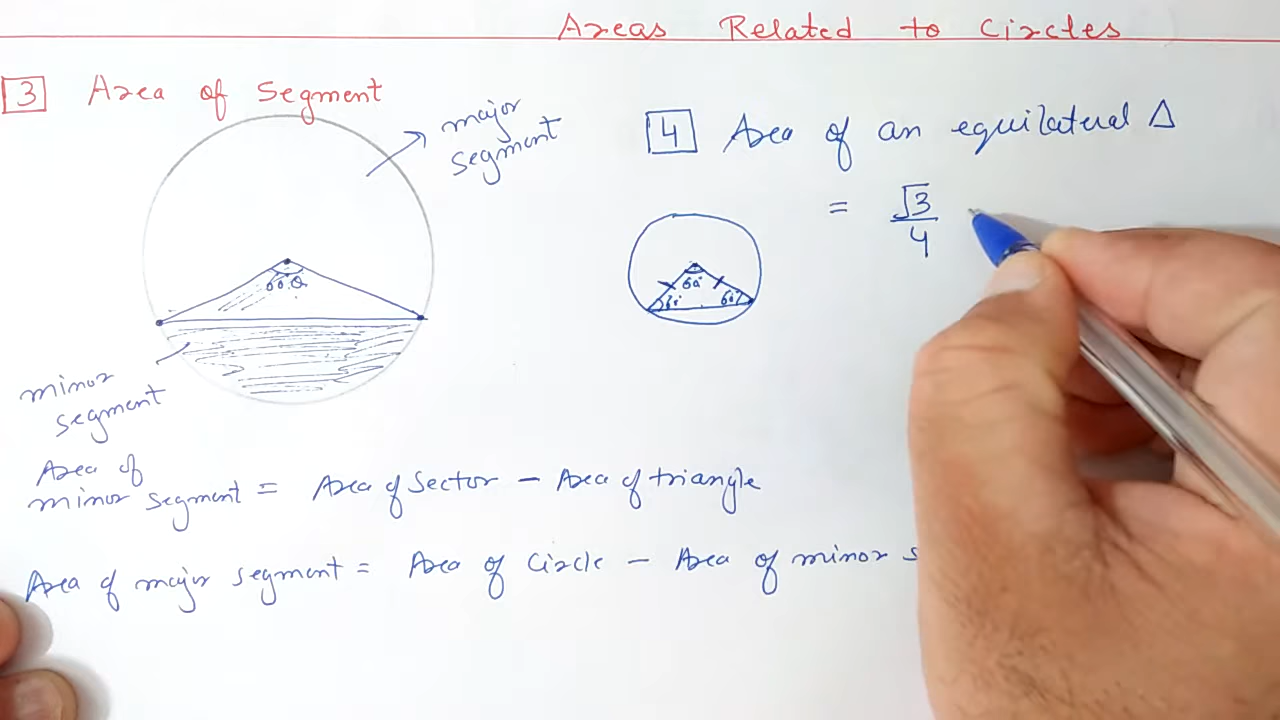 Areas Related to Circles
3 Area of Segment
major
segment
60° θ
minor
segment
4 Area of an equilateral Δ
= √3/4
60°
60° 60°
Area of
minor segment = Area of Sector - Area of triangle
Area of major segment = Area of Circle - Area of minor s